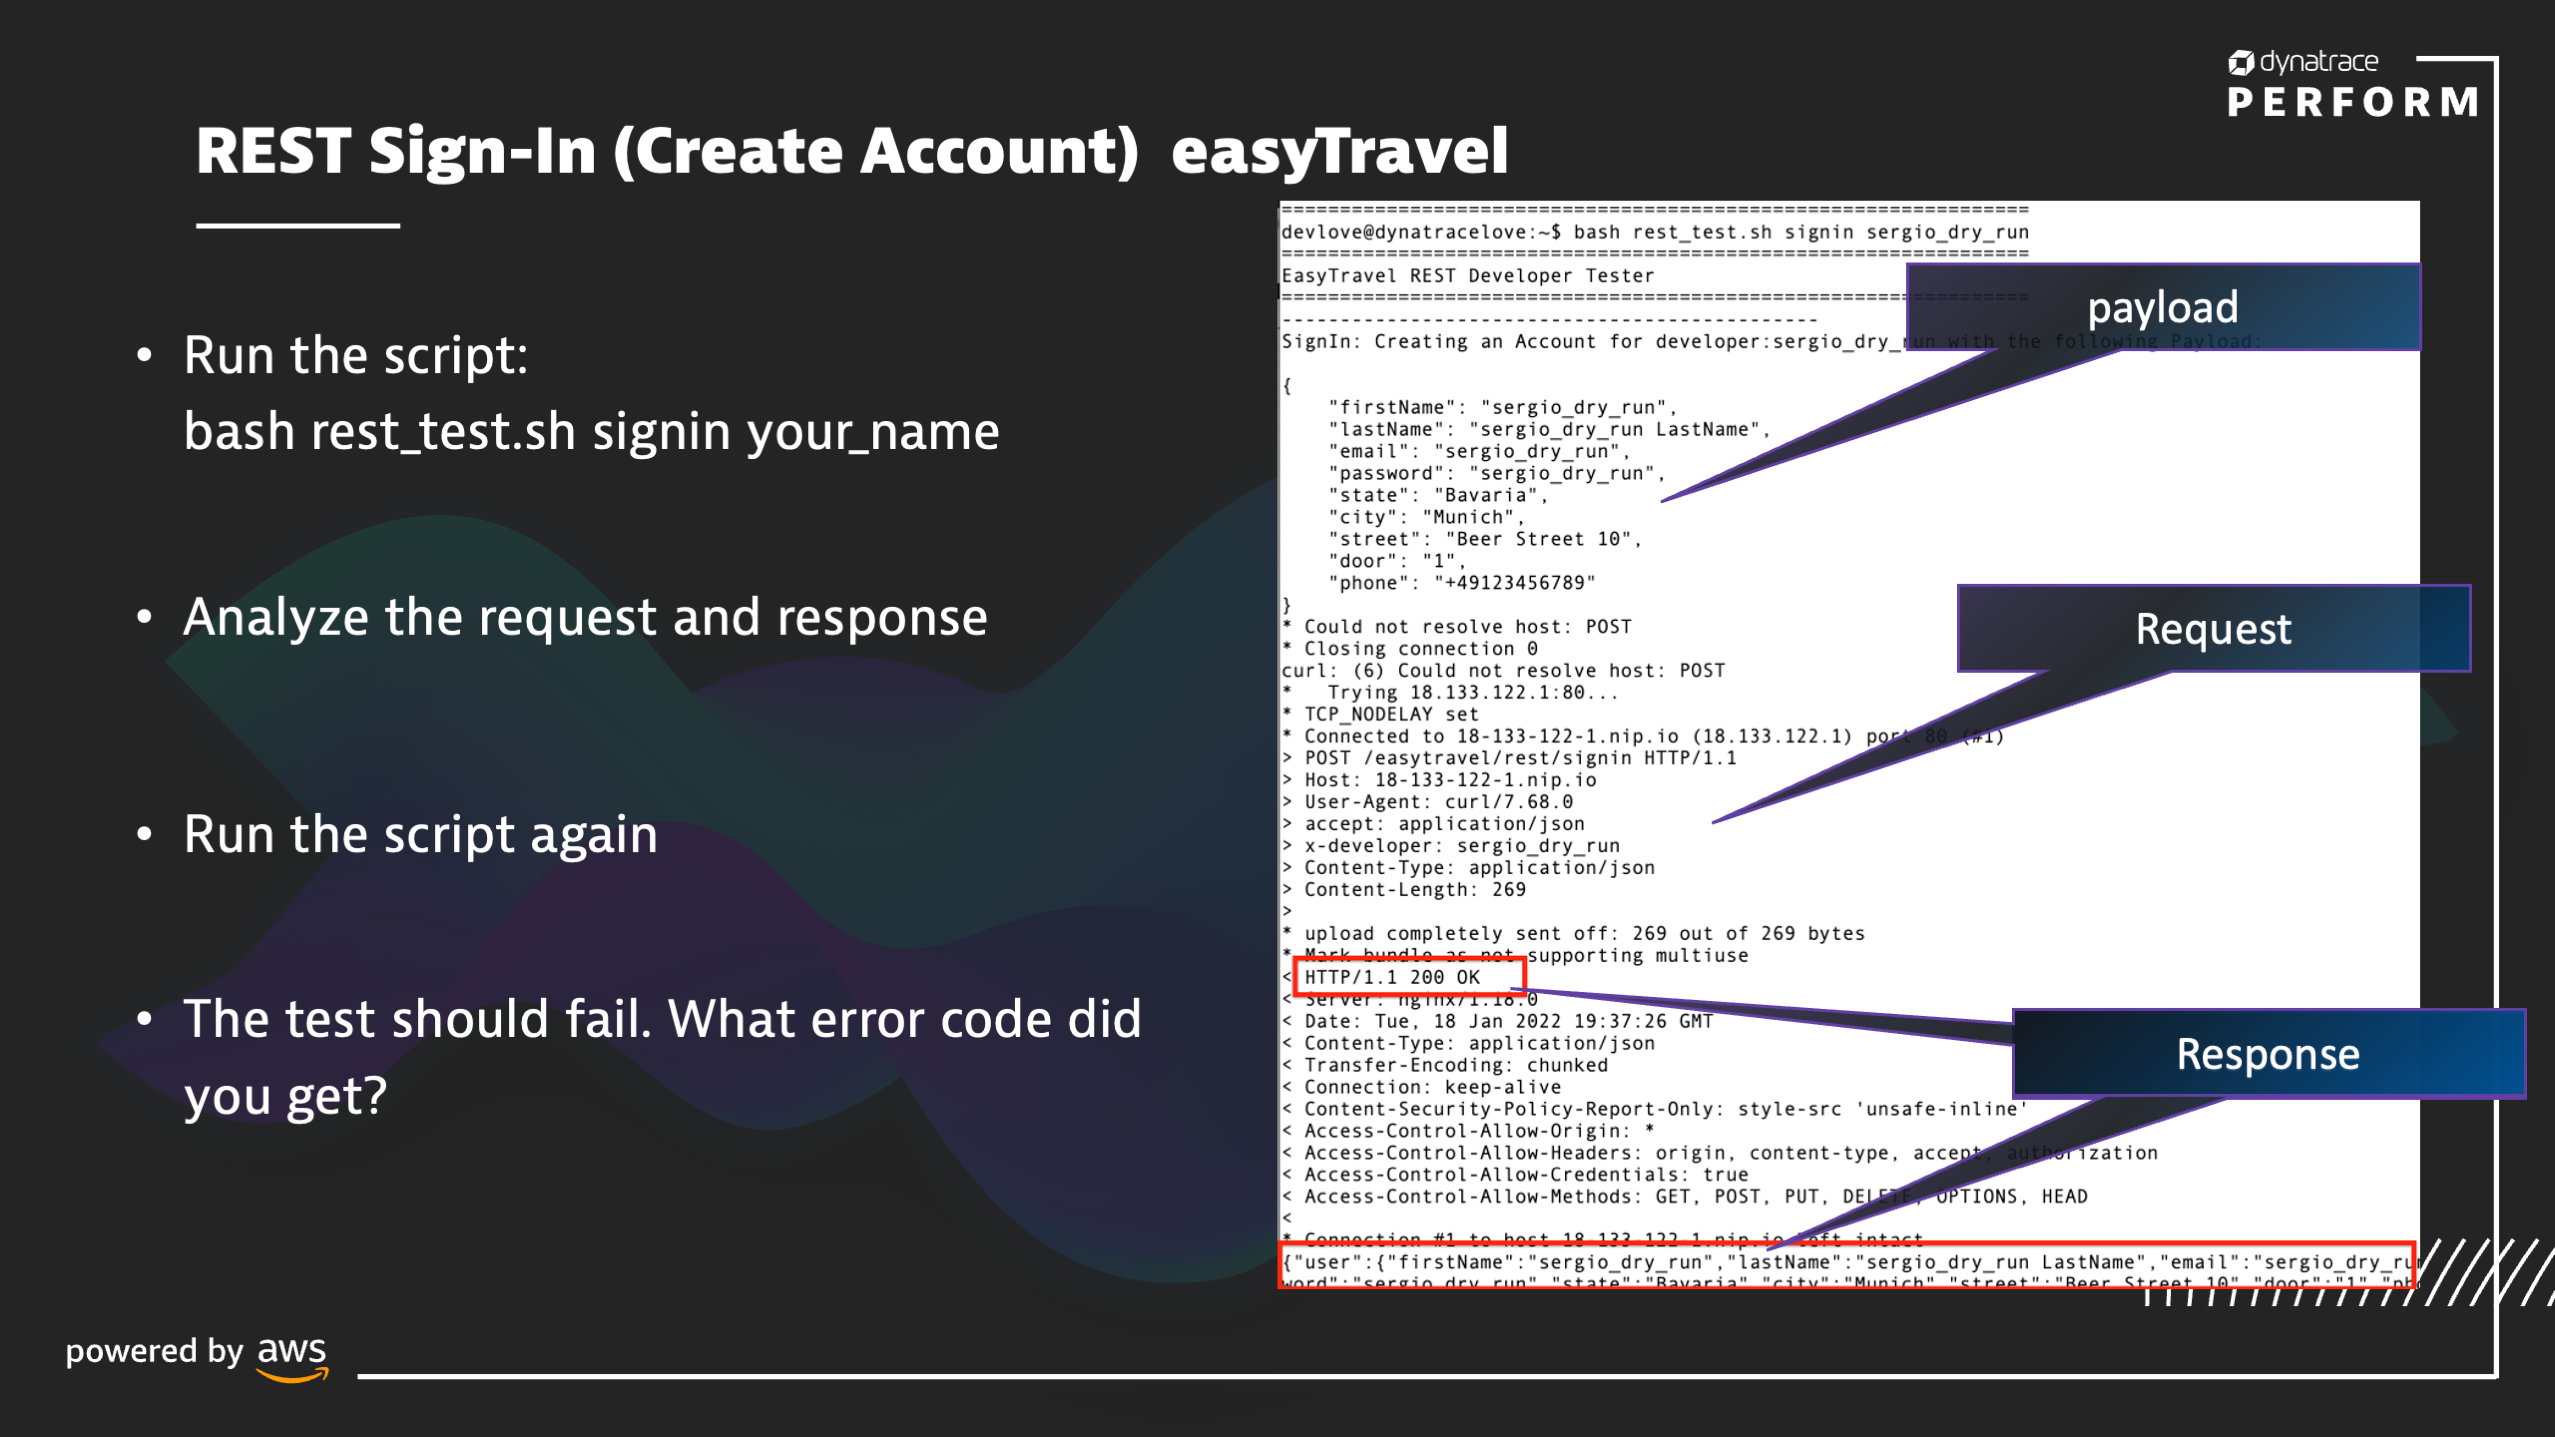 dynatrace
PERFORM
REST Sign-In (Create Account) easyTravel
• Run the script:
bash rest_test.sh signin your_name
• Analyze the request and response
• Run the script again
• The test should fail. What error code did
you get?
================================================================
devlove@dynatracelove:~$ bash rest_test.sh signin sergio_dry_run
================================================================
EasyTravel REST Developer Tester
================================================================
----------------------------------------------
SignIn: Creating an Account for developer:sergio_dry_run with the following Payload:
{
"firstName": "sergio_dry_run",
"lastName": "sergio_dry_run LastName",
"email": "sergio_dry_run",
"password": "sergio_dry_run",
"state": "Bavaria",
"city": "Munich",
"street": "Beer Street 10",
"door": "1",
"phone": "+49123456789"
}
* Could not resolve host: POST
* Closing connection 0
curl: (6) Could not resolve host: POST
*   Trying 18.133.122.1:80...
* TCP_NODELAY set
* Connected to 18-133-122-1.nip.io (18.133.122.1) port 80 (#1)
> POST /easytravel/rest/signin HTTP/1.1
> Host: 18-133-122-1.nip.io
> User-Agent: curl/7.68.0
> accept: application/json
> x-developer: sergio_dry_run
> Content-Type: application/json
> Content-Length: 269
>
* upload completely sent off: 269 out of 269 bytes
* Mark bundle as not supporting multiuse
< HTTP/1.1 200 OK
< Server: nginx/1.18.0
< Date: Tue, 18 Jan 2022 19:37:26 GMT
< Content-Type: application/json
< Transfer-Encoding: chunked
< Connection: keep-alive
< Content-Security-Policy-Report-Only: style-src 'unsafe-inline'
< Access-Control-Allow-Origin: *
< Access-Control-Allow-Headers: origin, content-type, accept, authorization
< Access-Control-Allow-Credentials: true
< Access-Control-Allow-Methods: GET, POST, PUT, DELETE, OPTIONS, HEAD
<
* Connection #1 to host 18-133-122-1.nip.io left intact
{"user":{"firstName":"sergio_dry_run","lastName":"sergio_dry_run LastName","email":"sergio_dry_run
word":"sergio_dry_run","state":"Bavaria","city":"Munich","street":"Beer Street 10","door":"1","ph
payload
Request
Response
powered by aws